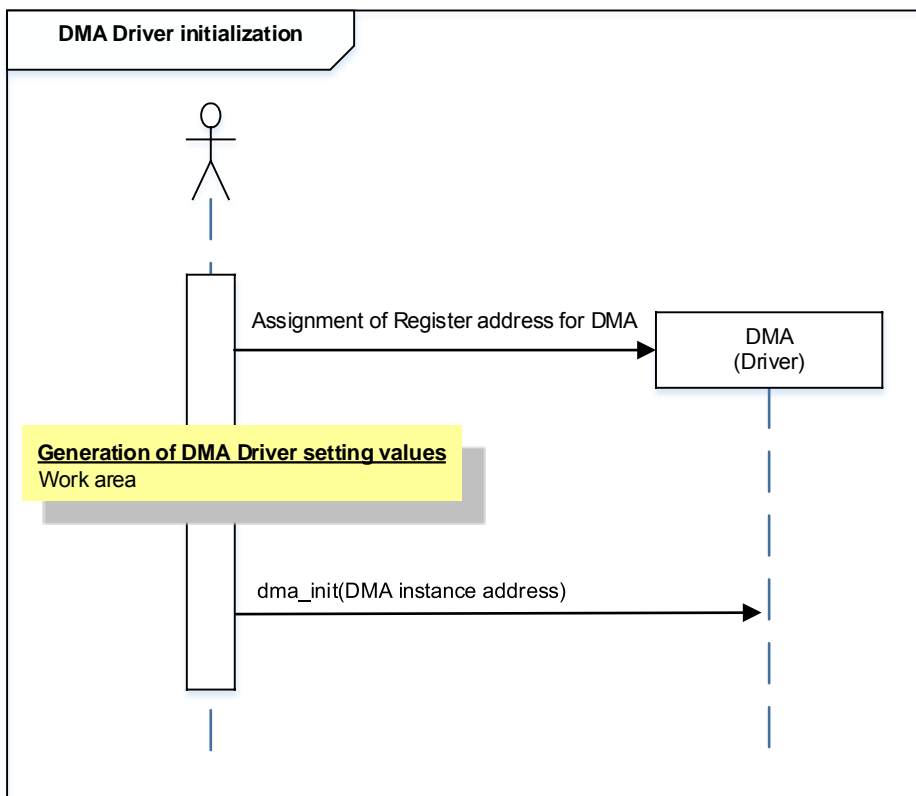 DMA Driver initialization
Assignment of Register address for DMA
DMA
(Driver)
Generation of DMA Driver setting values
Work area
dma_init(DMA instance address)